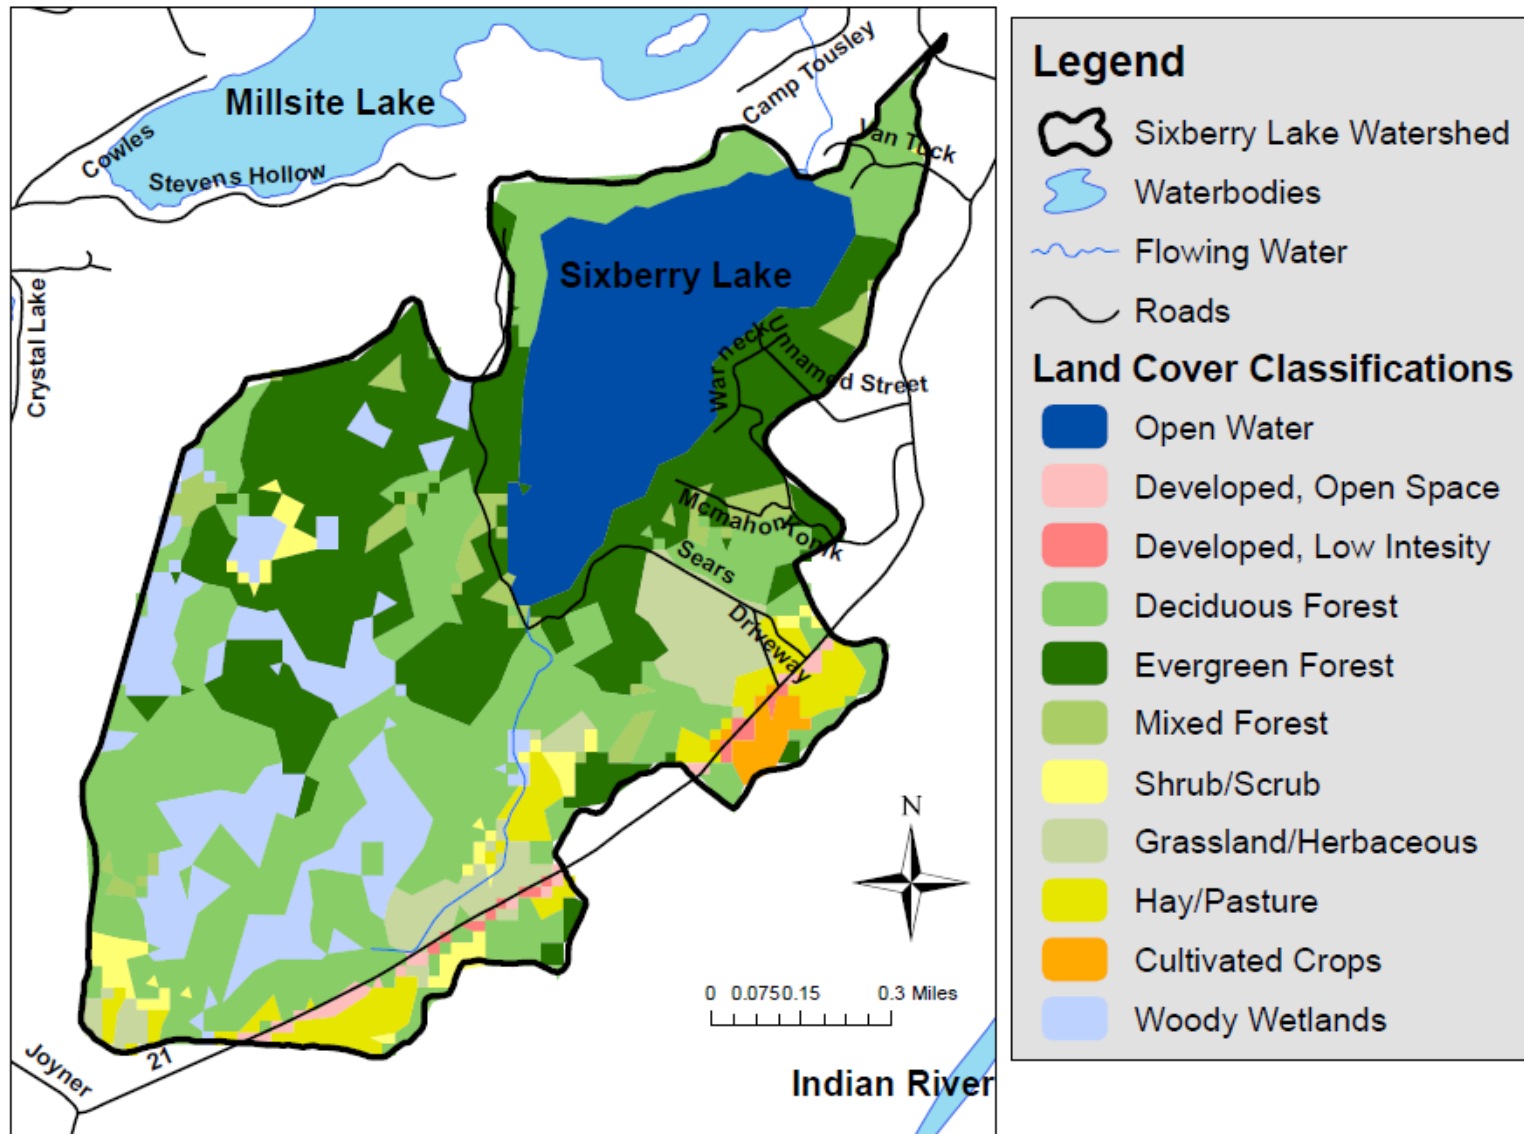 Millsite Lake
Camp Tousley
Cowles
Stevens Hollow
Van Tuck
Crystal Lake
Sixberry Lake
War neck
Unnamed Street
Mcmahon
Konik
Sears
Driveway
N
0 0.0750.15 0.3 Miles
21
Joyner
Indian River
Legend
Sixberry Lake Watershed
Waterbodies
Flowing Water
Roads
Land Cover Classifications
Open Water
Developed, Open Space
Developed, Low Intesity
Deciduous Forest
Evergreen Forest
Mixed Forest
Shrub/Scrub
Grassland/Herbaceous
Hay/Pasture
Cultivated Crops
Woody Wetlands